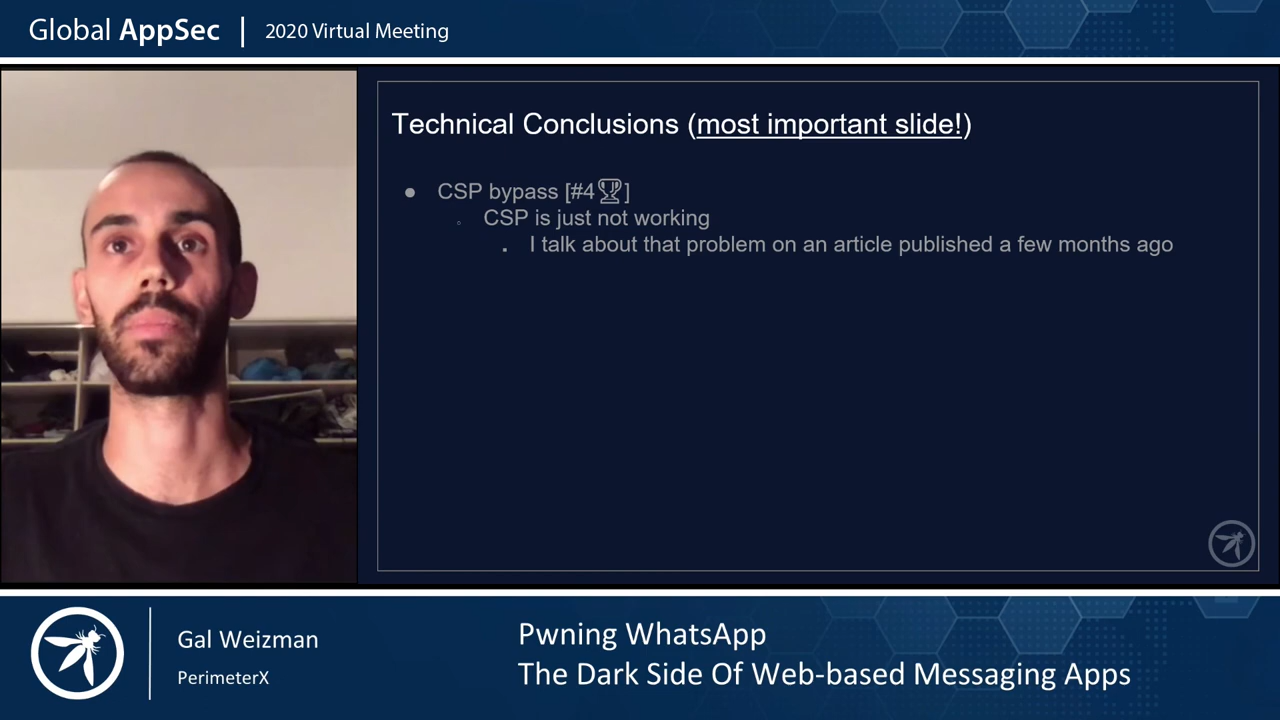 Global AppSec | 2020 Virtual Meeting
Technical Conclusions (most important slide!)
● CSP bypass [#4🏆]
CSP is just not working
I talk about that problem on an article published a few months ago
Gal Weizman
PerimeterX
Pwning WhatsApp
The Dark Side Of Web-based Messaging Apps